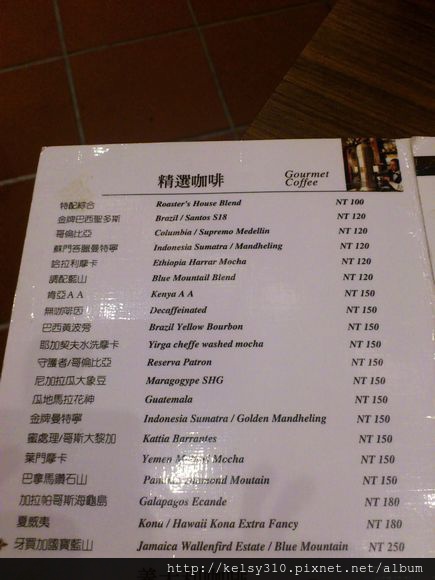 精選咖啡 Gourmet Coffee
特配綜合 Roaster's House Blend NT 100
金牌巴西聖多斯 Brazil / Santos S18 NT 120
哥倫比亞 Columbia / Supremo Medellin NT 120
蘇門答臘曼特寧 Indonesia Sumatra / Mandheling NT 120
哈拉利摩卡 Ethiopia Harrar Mocha NT 120
調配藍山 Blue Mountail Blend NT 120
肯亞AA Kenya A A NT 150
無咖啡因 Decaffeinated NT 150
巴西黃波旁 Brazil Yellow Bourbon NT 150
耶加契夫水洗摩卡 Yirga cheffe washed mocha NT 150
守護者/哥倫比亞 Reserva Patron NT 150
尼加拉瓜大象豆 Maragogype SHG NT 150
瓜地馬拉花神 Guatemala NT 150
金牌曼特寧 Indonesia Sumatra / Golden Mandheling NT 150
蜜處理/哥斯大黎加 Kattia Barrantes NT 150
葉門摩卡 Yemen Mocha NT 150
巴拿馬鑽石山 Diamond Moutain NT 150
加拉帕哥斯海龜島 Galapagos Ecande NT 180
夏威夷 Kona / Hawaii Kona Extra Fancy NT 180
牙買加國寶藍山 Jamaica Wallenfird Estate / Blue Mountain NT 250
http://kelsy310.pixnet.net/album